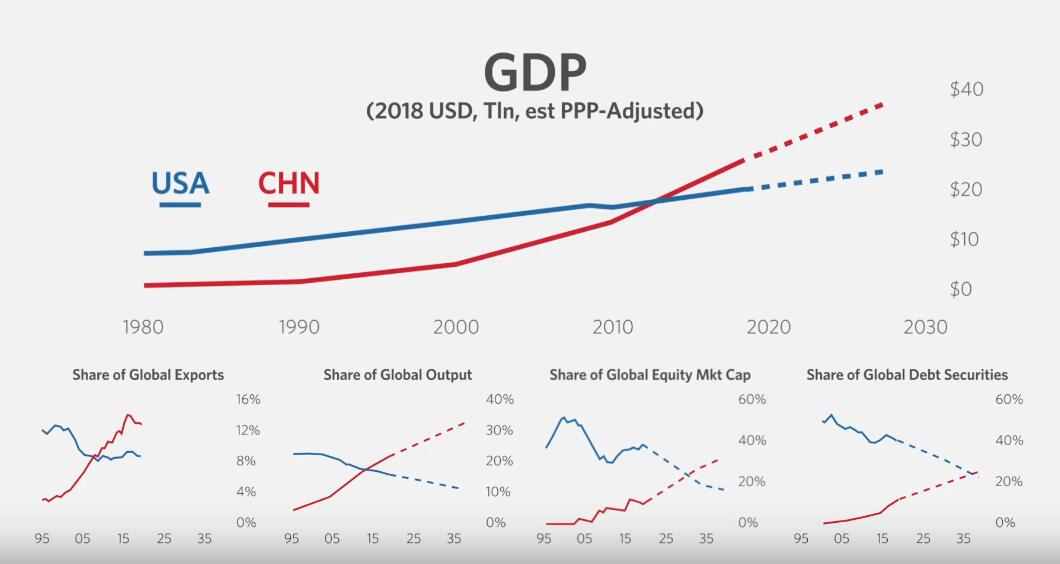 GDP
(2018 USD, Tln, est PPP-Adjusted)
USA CHN
$40
$30
$20
$10
$0
1980 1990 2000 2010 2020 2030
Share of Global Exports
16%
12%
8%
4%
0%
95 05 15 25 35
Share of Global Output
40%
30%
20%
10%
0%
95 05 15 25 35
Share of Global Equity Mkt Cap
60%
40%
20%
0%
95 05 15 25 35
Share of Global Debt Securities
60%
40%
20%
0%
95 05 15 25 35